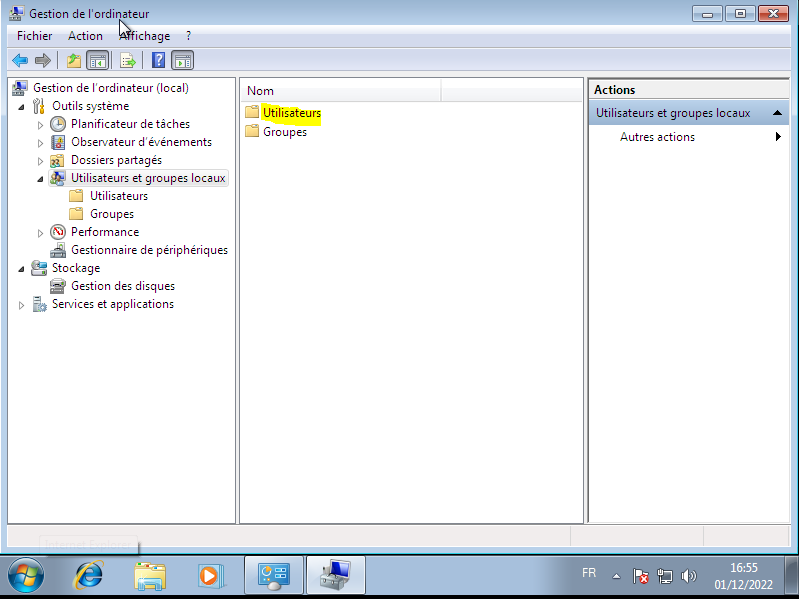 Gestion de l'ordinateur
Fichier Action Affichage ?
Gestion de l'ordinateur (local)
Outils système
Planificateur de tâches
Observateur d'événements
Dossiers partagés
Utilisateurs et groupes locaux
Utilisateurs
Groupes
Performance
Gestionnaire de périphériques
Stockage
Gestion des disques
Services et applications
Nom
Utilisateurs
Groupes
Actions
Utilisateurs et groupes locaux
Autres actions
Internet Explorer
FR
16:55
01/12/2022